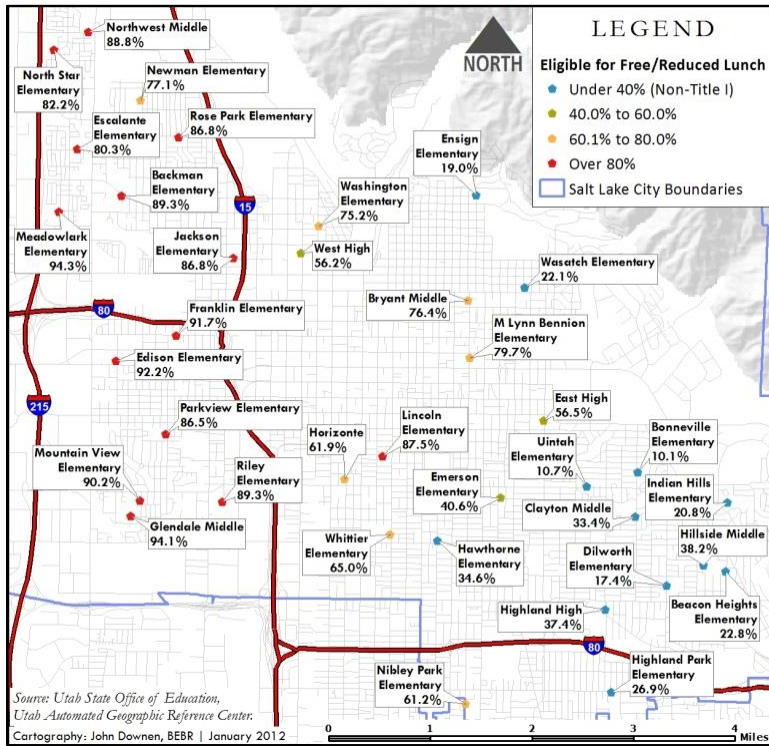 Northwest Middle
88.8%
North Star
Elementary
82.2%
Newman Elementary
77.1%
Escalante
Elementary
80.3%
Rose Park Elementary
86.8%
Backman
Elementary
89.3%
Meadowlark
Elementary
94.3%
Jackson
Elementary
86.8%
15
Washington
Elementary
75.2%
West High
56.2%
Ensign
Elementary
19.0%
NORTH
LEGEND
Eligible for Free/Reduced Lunch
Under 40% (Non-Title I)
40.0% to 60.0%
60.1% to 80.0%
Over 80%
Salt Lake City Boundaries
Wasatch Elementary
22.1%
Bryant Middle
76.4%
M Lynn Bennion
Elementary
79.7%
80
Franklin Elementary
91.7%
Edison Elementary
92.2%
215
Parkview Elementary
86.5%
Mountain View
Elementary
90.2%
Riley
Elementary
89.3%
Glendale Middle
94.1%
Horizonte
61.9%
Lincoln
Elementary
87.5%
East High
56.5%
Uintah
Elementary
10.7%
Bonneville
Elementary
10.1%
Emerson
Elementary
40.6%
Indian Hills
Elementary
20.8%
Clayton Middle
33.4%
Whittier
Elementary
65.0%
Hawthorne
Elementary
34.6%
Hillside Middle
38.2%
Dilworth
Elementary
17.4%
Beacon Heights
Elementary
22.8%
Highland High
37.4%
80
Highland Park
Elementary
26.9%
Nibley Park
Elementary
61.2%
Source: Utah State Office of Education,
Utah Automated Geographic Reference Center.
Cartography: John Downen, BEBR | January 2012
0 1 2 3 4
Miles